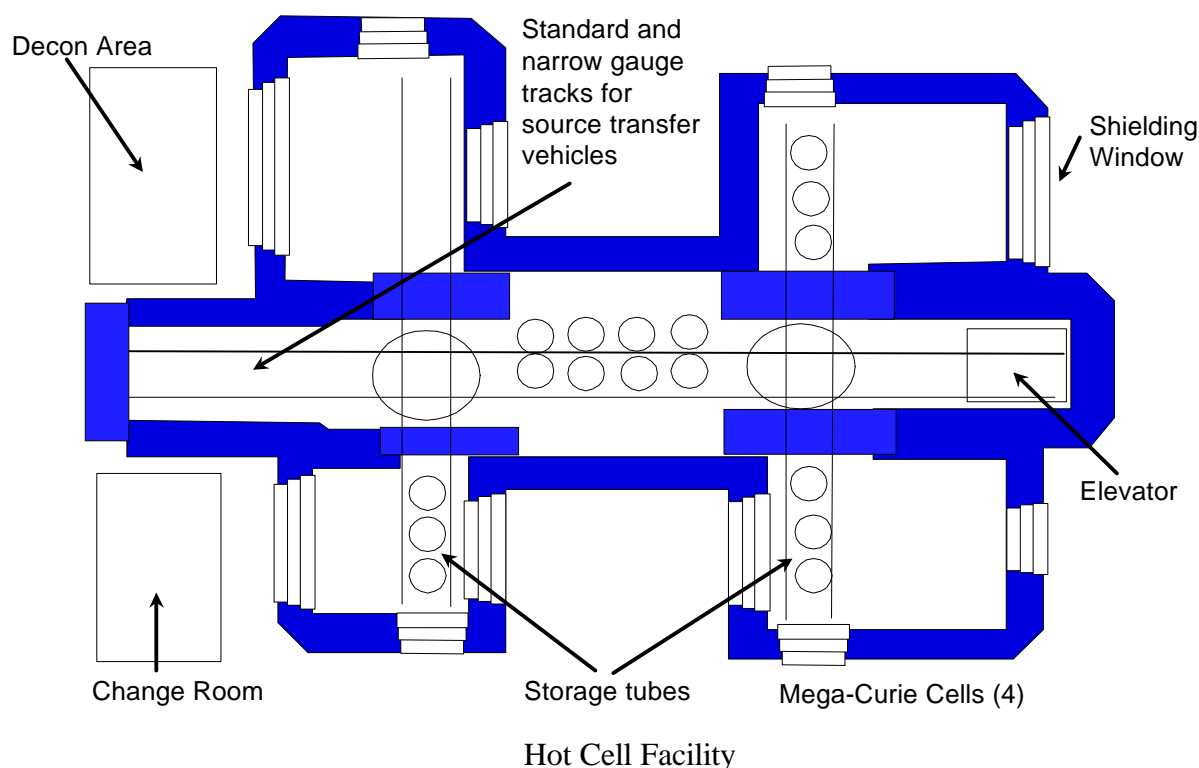 Decon Area
Standard and
narrow gauge
tracks for
source transfer
vehicles
Shielding
Window
Elevator
Change Room
Storage tubes
Mega-Curie Cells (4)
Hot Cell Facility